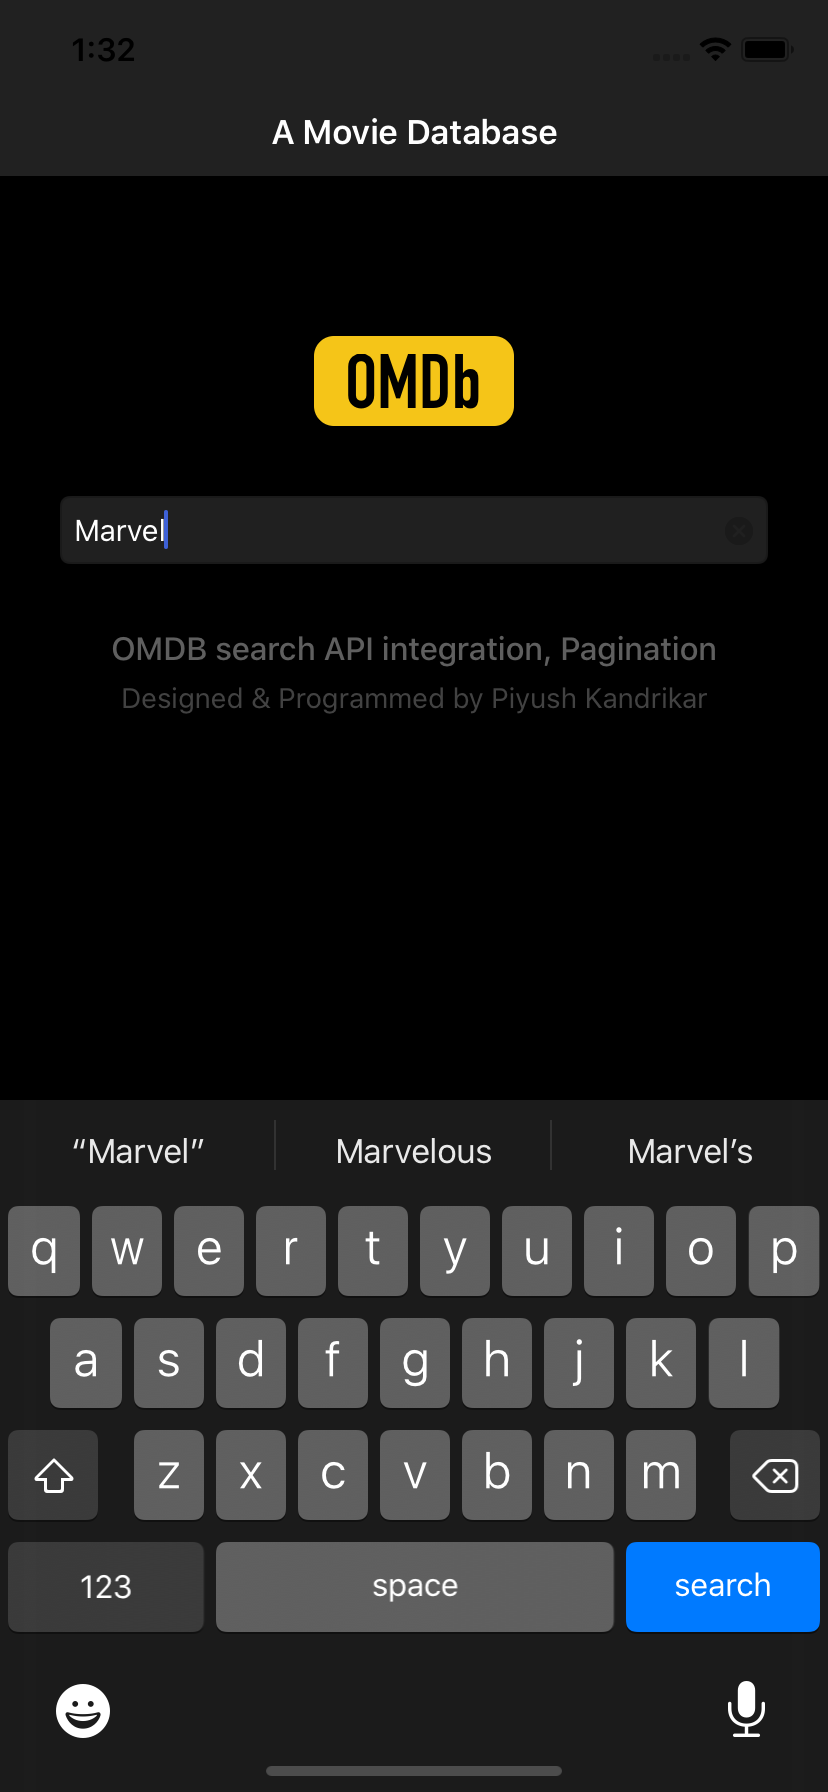 1:32
A Movie Database
OMDb
Marvel
OMDB search API integration, Pagination
Designed & Programmed by Piyush Kandrikar
“Marvel” Marvelous Marvel’s
q w e r t y u i o p
a s d f g h j k l
z x c v b n m
123 space search